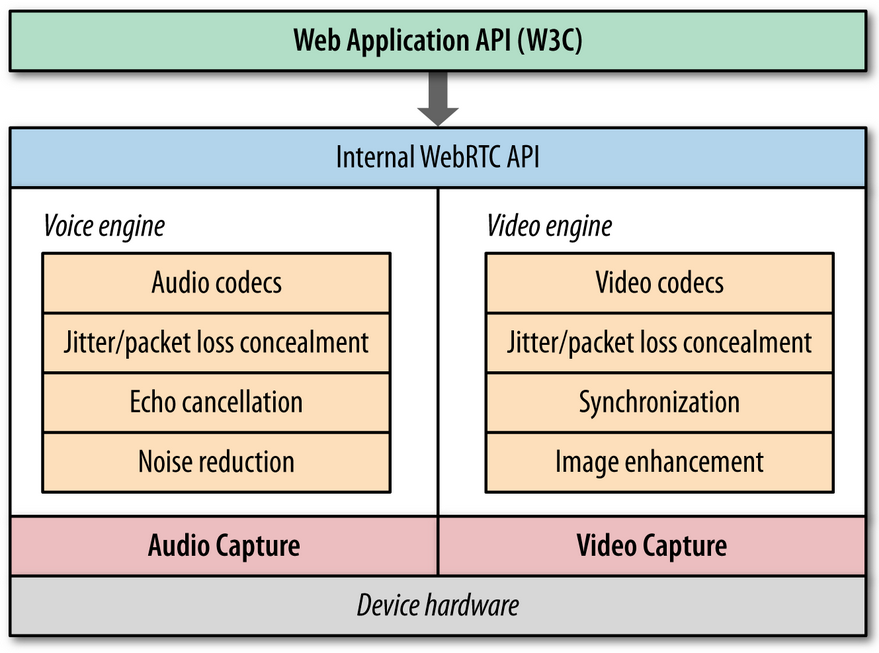 Web Application API (W3C)
Internal WebRTC API
Voice engine
Audio codecs
Jitter/packet loss concealment
Echo cancellation
Noise reduction
Video engine
Video codecs
Jitter/packet loss concealment
Synchronization
Image enhancement
Audio Capture
Video Capture
Device hardware